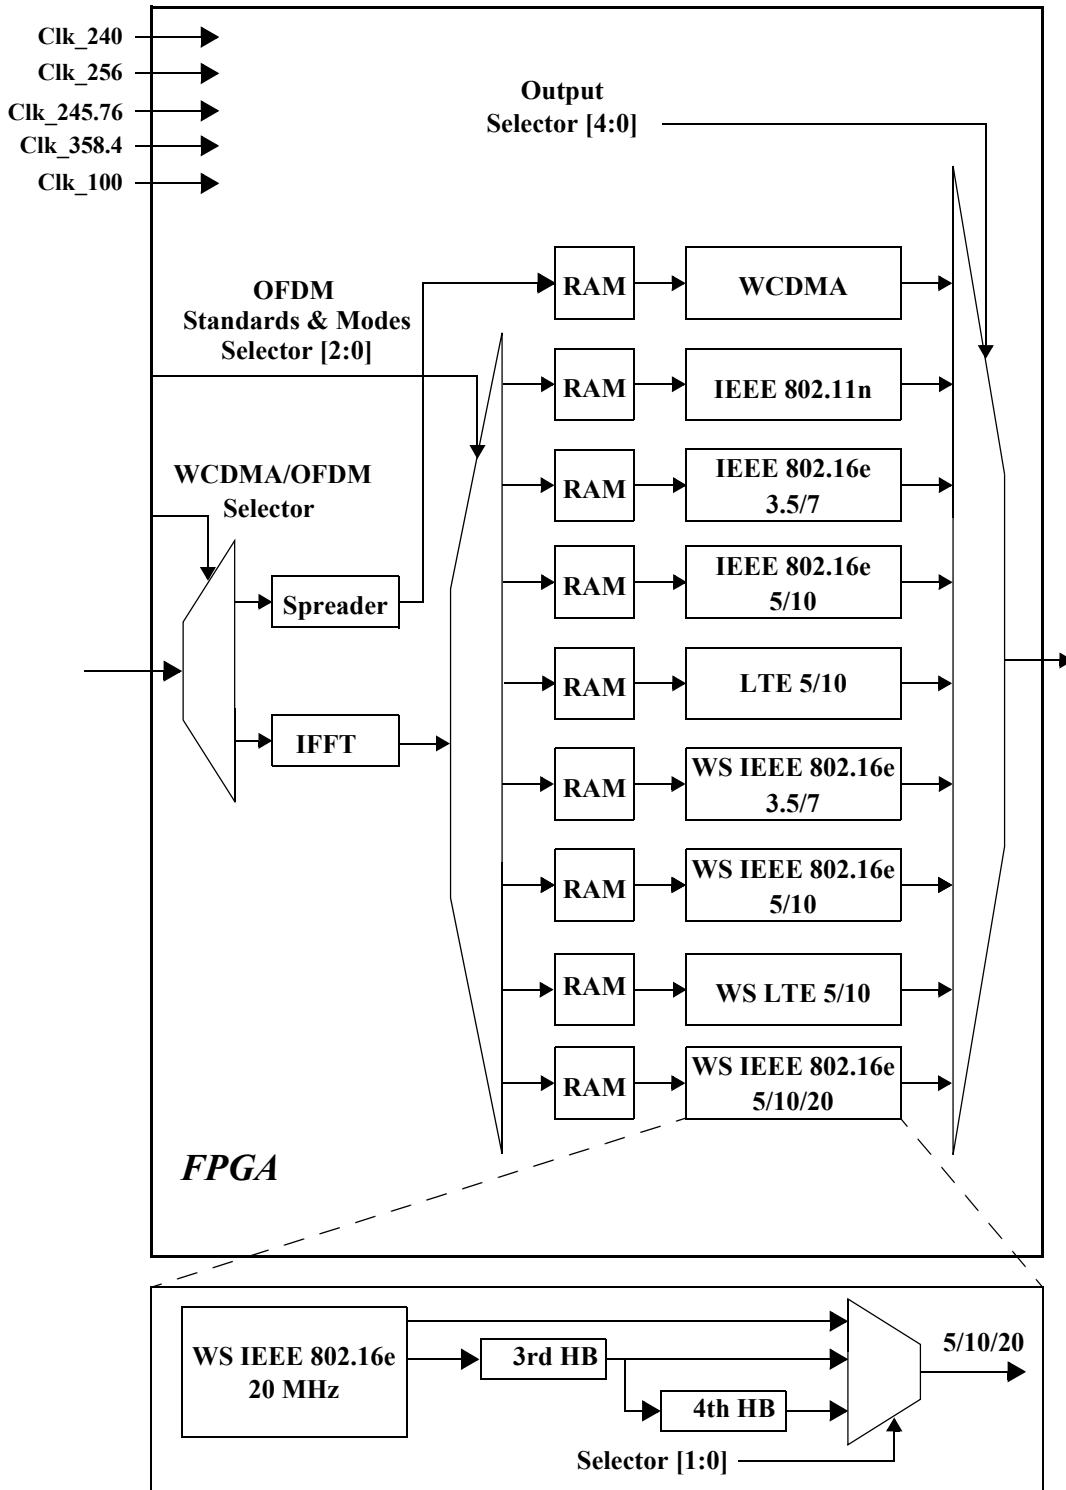 Clk_240
Clk_256
Clk_245.76
Clk_358.4
Clk_100
Output
Selector [4:0]
OFDM
Standards & Modes
Selector [2:0]
WCDMA/OFDM
Selector
Spreader
IFFT
RAM
WCDMA
RAM
IEEE 802.11n
RAM
IEEE 802.16e
3.5/7
RAM
IEEE 802.16e
5/10
RAM
LTE 5/10
RAM
WS IEEE 802.16e
3.5/7
RAM
WS IEEE 802.16e
5/10
RAM
WS LTE 5/10
RAM
WS IEEE 802.16e
5/10/20
FPGA
WS IEEE 802.16e
20 MHz
3rd HB
4th HB
5/10/20
Selector [1:0]